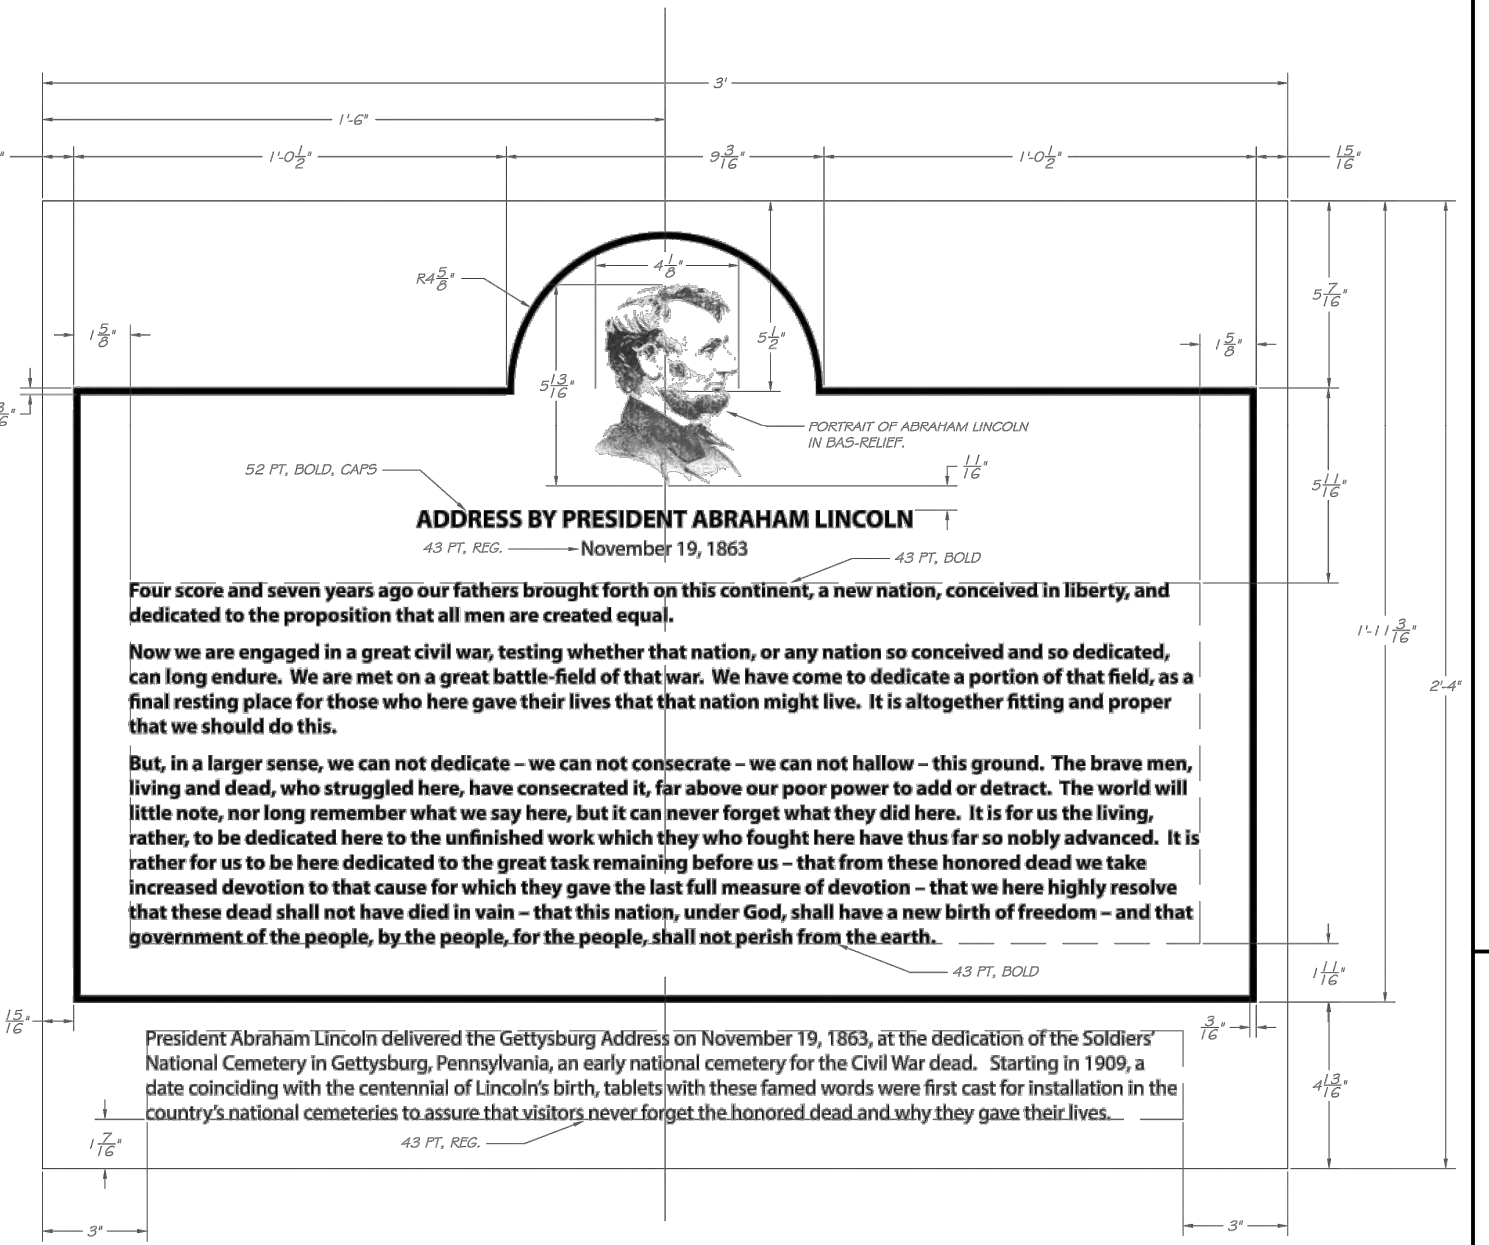 3'
1'-6"
"
1'-0 1/2"
9 3/16"
1'-0 1/2"
15/16"
R4 5/8"
4 1/8"
5 7/16"
1 5/8"
5 1/2"
1 5/8"
5 13/16"
PORTRAIT OF ABRAHAM LINCOLN
IN BAS-RELIEF.
52 PT, BOLD, CAPS
11/16"
5 11/16"
ADDRESS BY PRESIDENT ABRAHAM LINCOLN
43 PT, REG.
November 19, 1863
43 PT, BOLD
Four score and seven years ago our fathers brought forth on this continent, a new nation, conceived in liberty, and
dedicated to the proposition that all men are created equal.
1'-11 3/16"
Now we are engaged in a great civil war, testing whether that nation, or any nation so conceived and so dedicated,
can long endure. We are met on a great battle-field of that war. We have come to dedicate a portion of that field, as a
final resting place for those who here gave their lives that that nation might live. It is altogether fitting and proper
that we should do this.
2'-4"
But, in a larger sense, we can not dedicate – we can not consecrate – we can not hallow – this ground. The brave men,
living and dead, who struggled here, have consecrated it, far above our poor power to add or detract. The world will
little note, nor long remember what we say here, but it can never forget what they did here. It is for us the living,
rather, to be dedicated here to the unfinished work which they who fought here have thus far so nobly advanced. It is
rather for us to be here dedicated to the great task remaining before us – that from these honored dead we take
increased devotion to that cause for which they gave the last full measure of devotion – that we here highly resolve
that these dead shall not have died in vain – that this nation, under God, shall have a new birth of freedom – and that
government of the people, by the people, for the people, shall not perish from the earth.
43 PT, BOLD
1 11/16"
15/16"
3/16"
President Abraham Lincoln delivered the Gettysburg Address on November 19, 1863, at the dedication of the Soldiers’
National Cemetery in Gettysburg, Pennsylvania, an early national cemetery for the Civil War dead. Starting in 1909, a
date coinciding with the centennial of Lincoln’s birth, tablets with these famed words were first cast for installation in the
country’s national cemeteries to assure that visitors never forget the honored dead and why they gave their lives.
4 13/16"
1 7/16"
43 PT, REG.
3"
3"